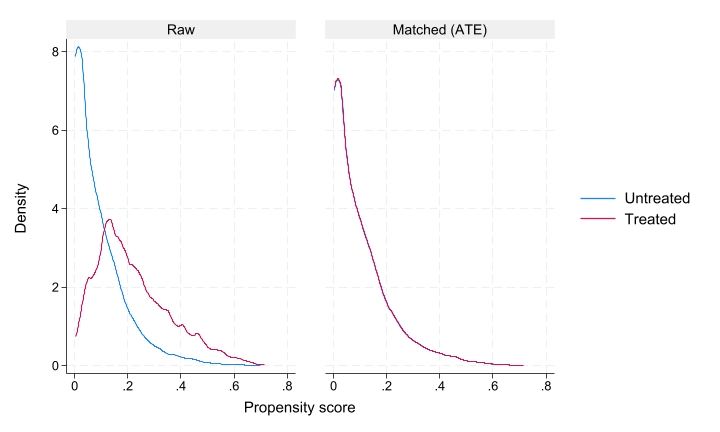 Raw
Matched (ATE)
Density
8
6
4
2
0
0 .2 .4 .6 .8
0 .2 .4 .6 .8
Propensity score
Untreated
Treated